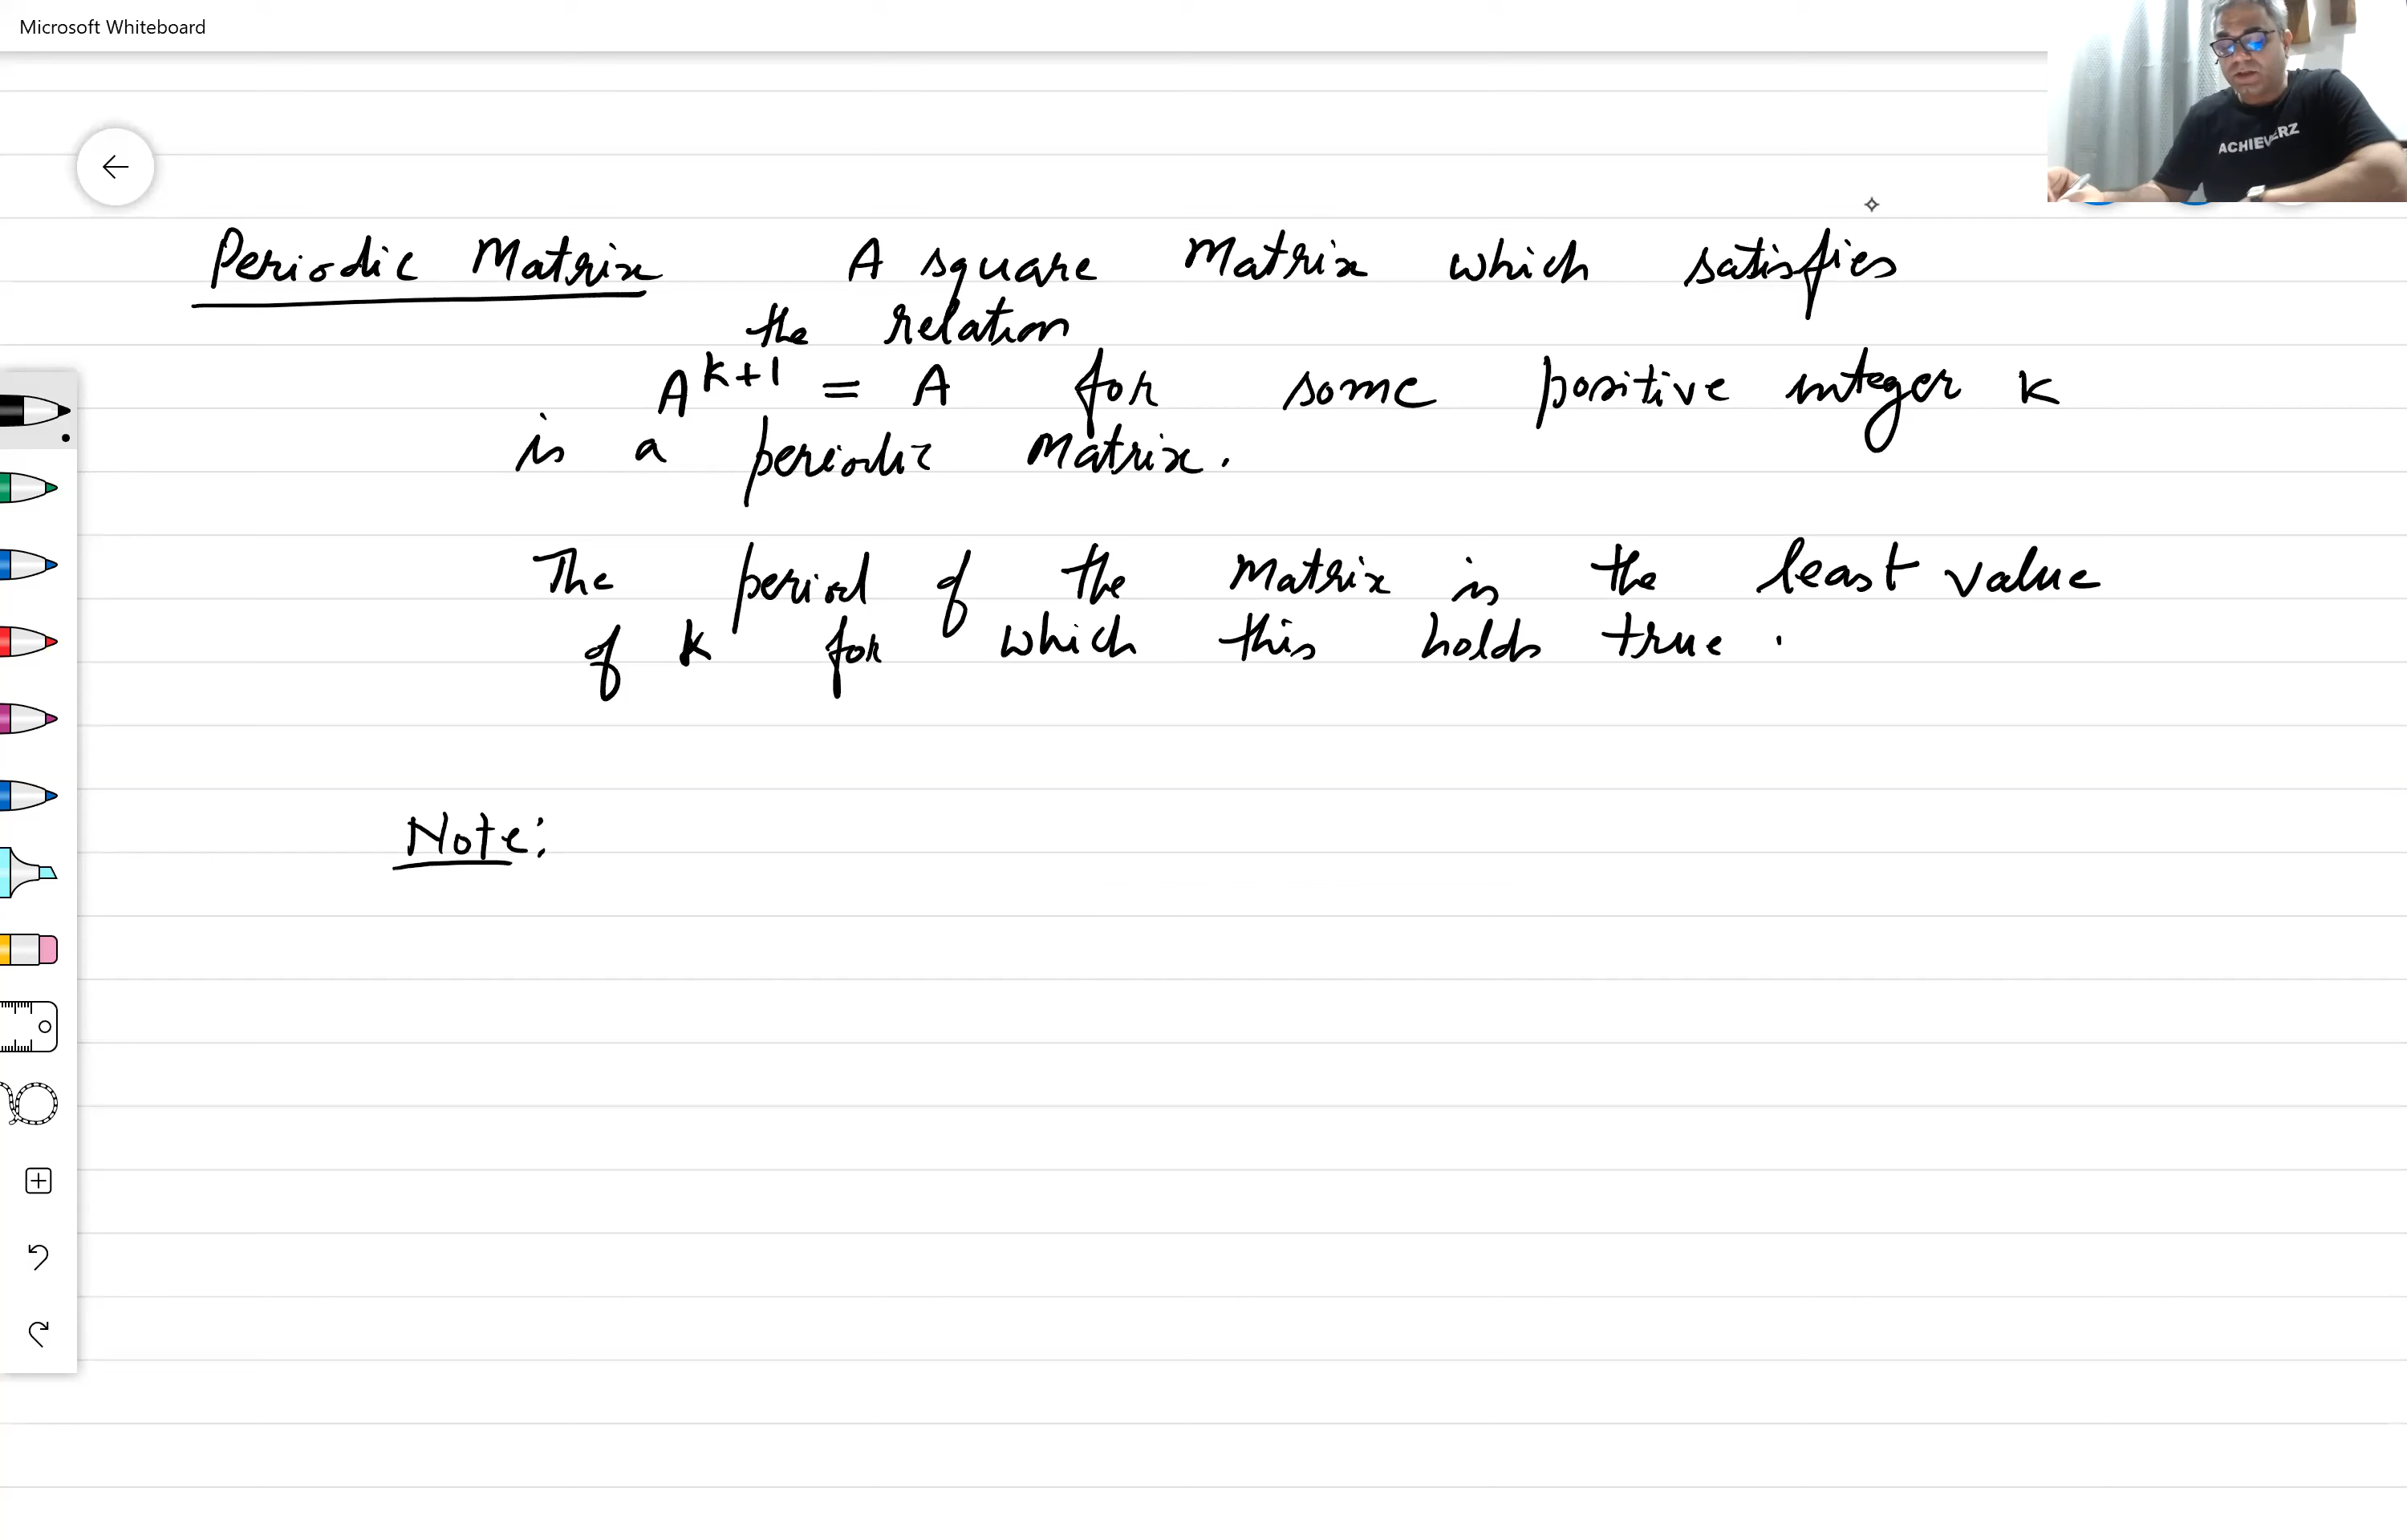 Microsoft Whiteboard
ACHIEVERZ
Periodic Matrix A square Matrix which satisfies
the relation
A^{k+1} = A for some positive integer k
is a periodic Matrix.
The period of the Matrix is the least value
of k for which this holds true.
Note: